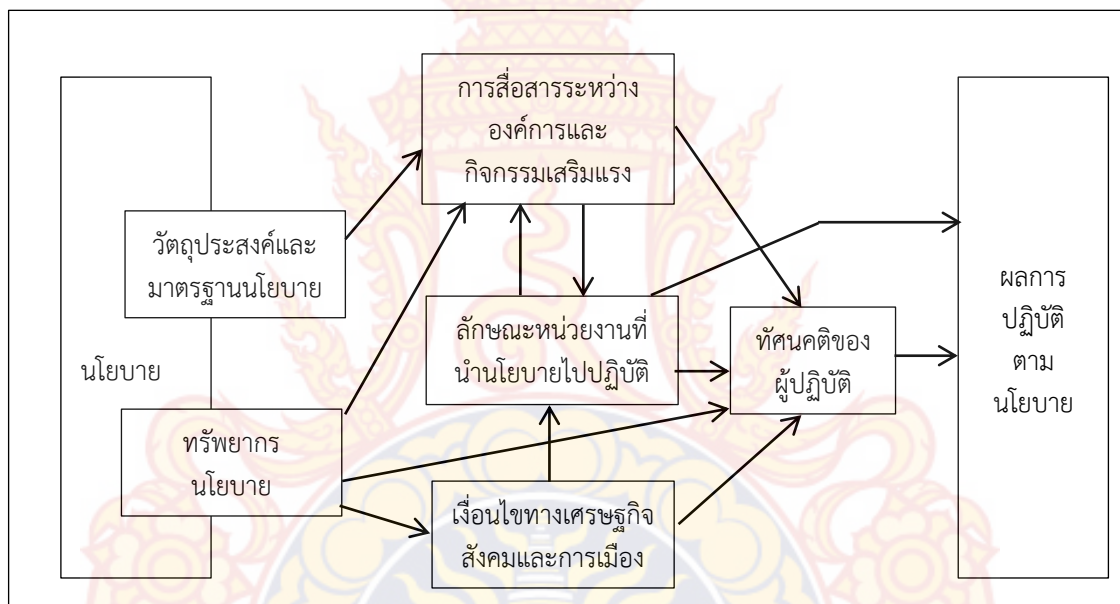 การสื่อสารระหว่าง
องค์การและ
กิจกรรมเสริมแรง
วัตถุประสงค์และ
มาตรฐานนโยบาย
นโยบาย
ทรัพยากร
นโยบาย
ลักษณะหน่วยงานที่
นำนโยบายไปปฏิบัติ
เงื่อนไขทางเศรษฐกิจ
สังคมและการเมือง
ทัศนคติของ
ผู้ปฏิบัติ
ผลการ
ปฏิบัติ
ตาม
นโยบาย